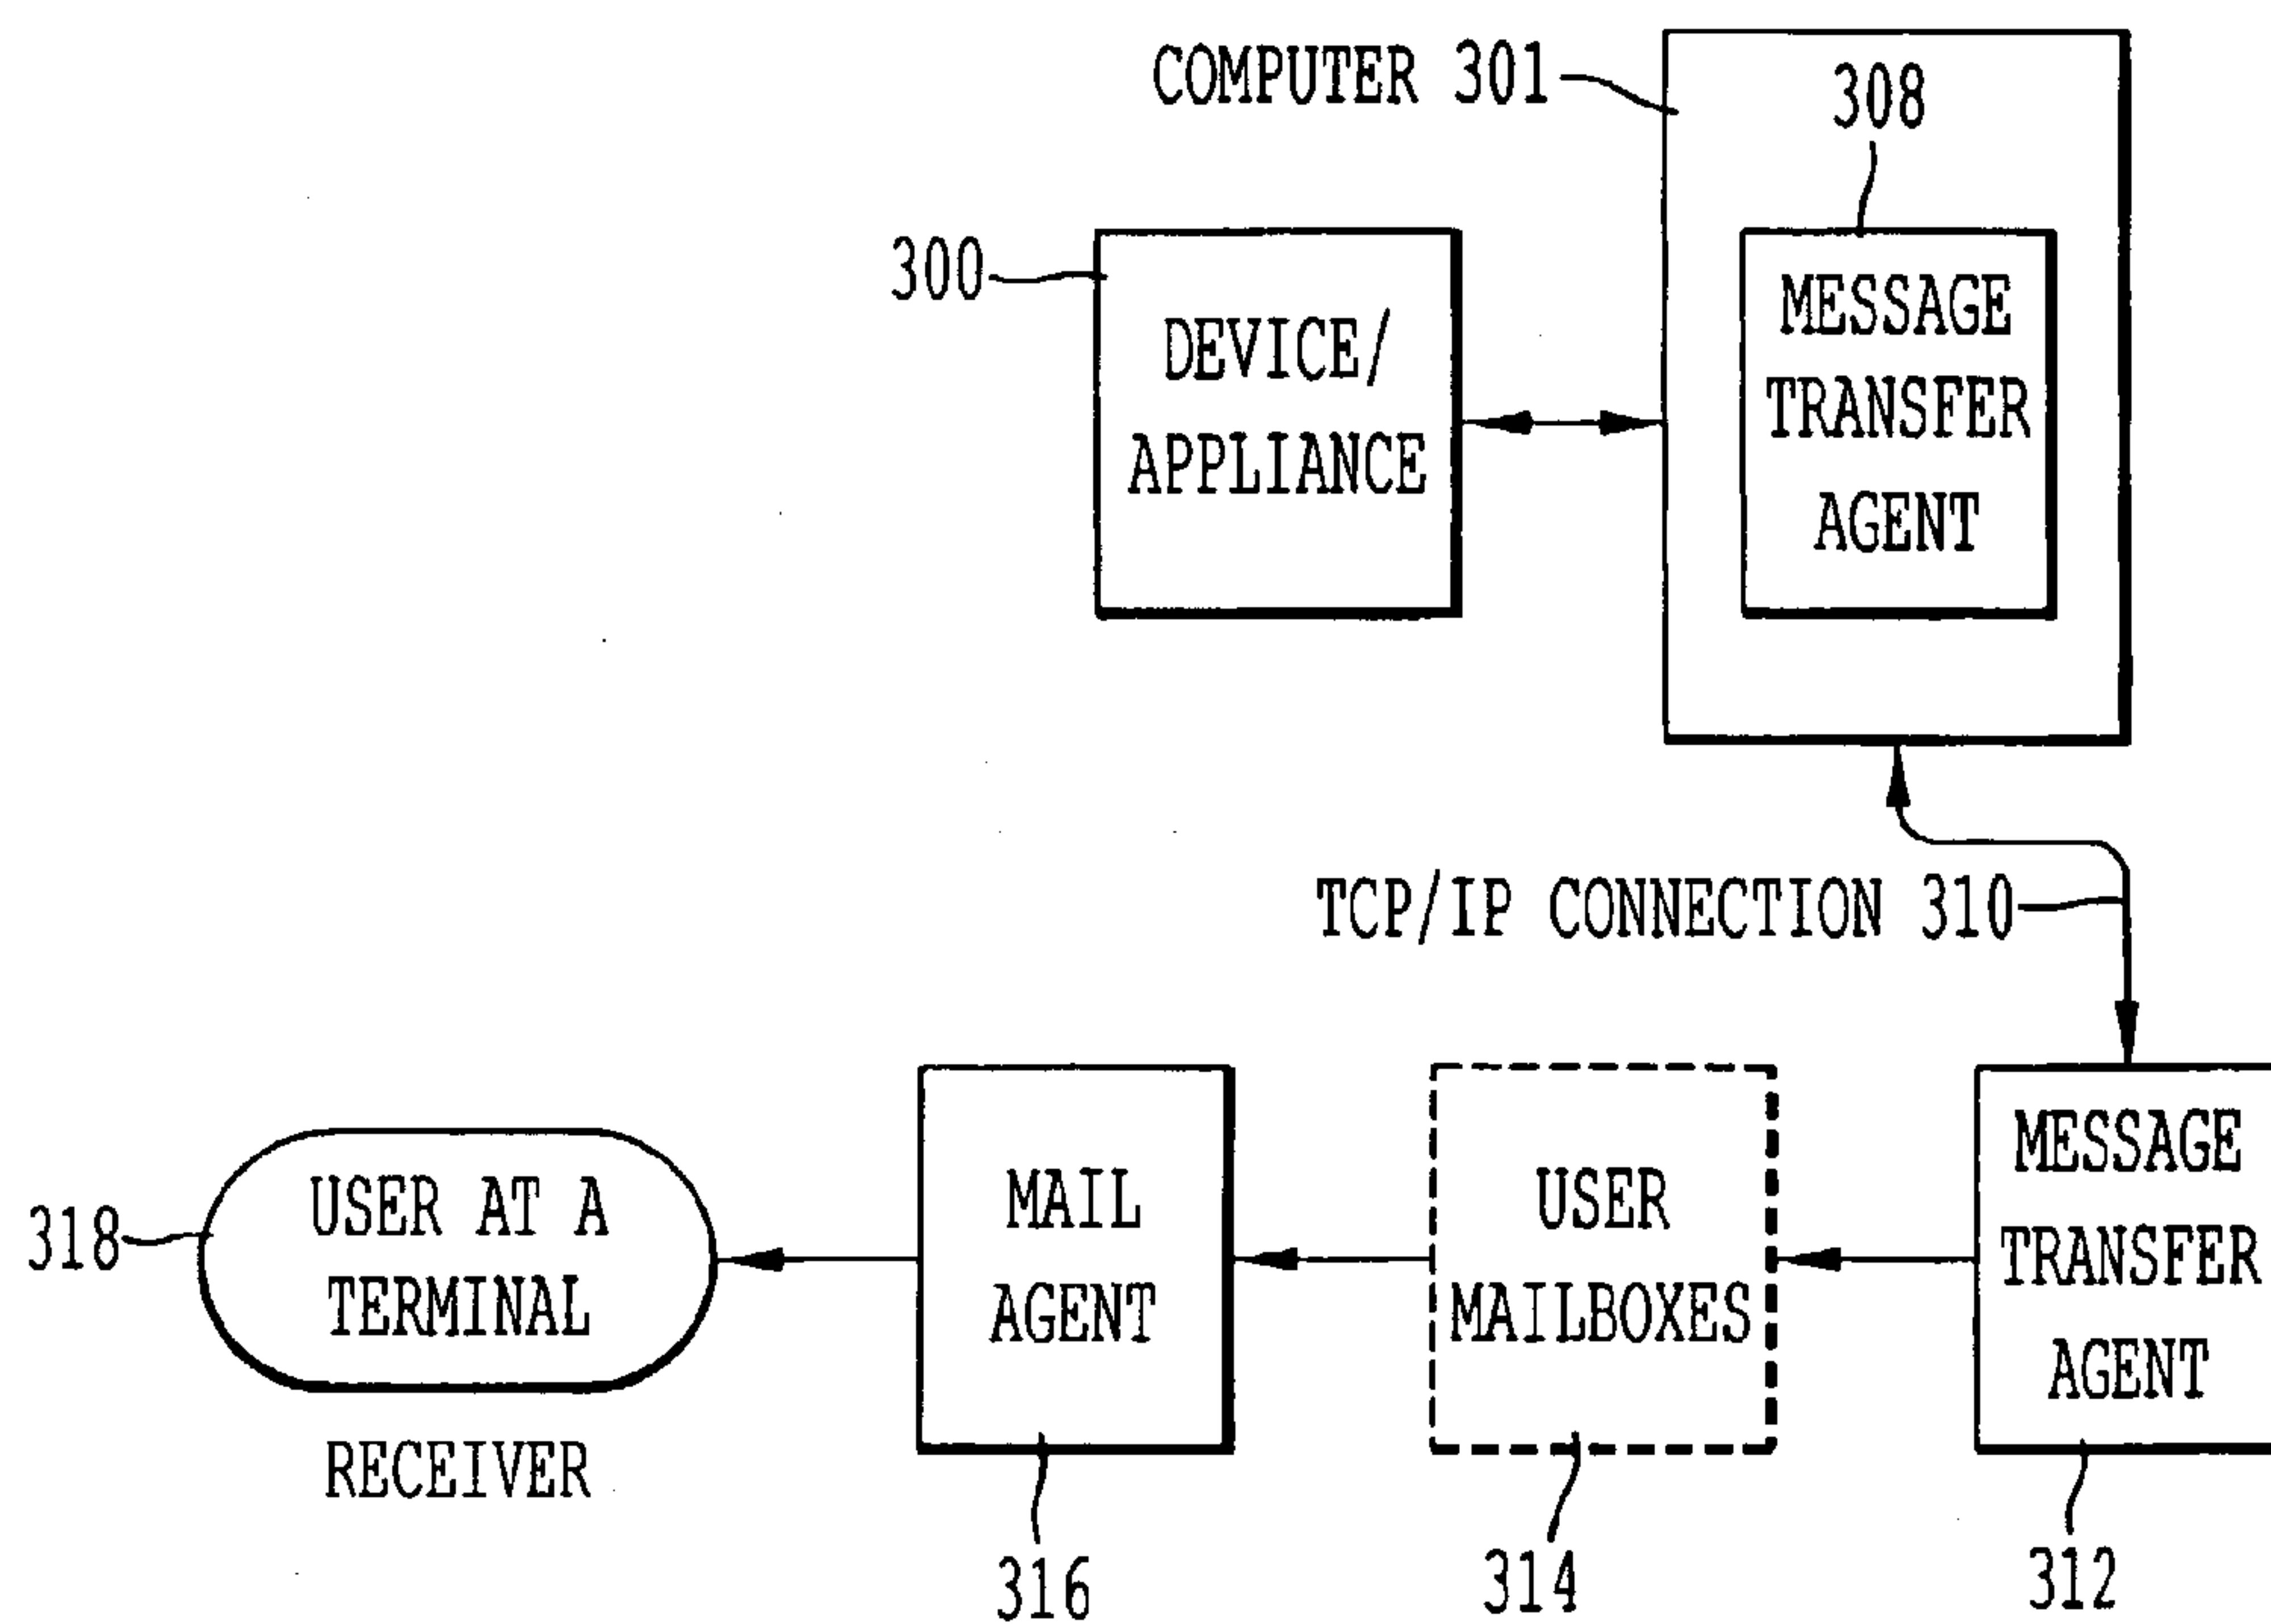 COMPUTER 301
308
300
DEVICE/
APPLIANCE
MESSAGE
TRANSFER
AGENT
TCP/IP CONNECTION 310
318
USER AT A
TERMINAL
RECEIVER
MAIL
AGENT
316
USER
MAILBOXES
314
MESSAGE
TRANSFER
AGENT
312